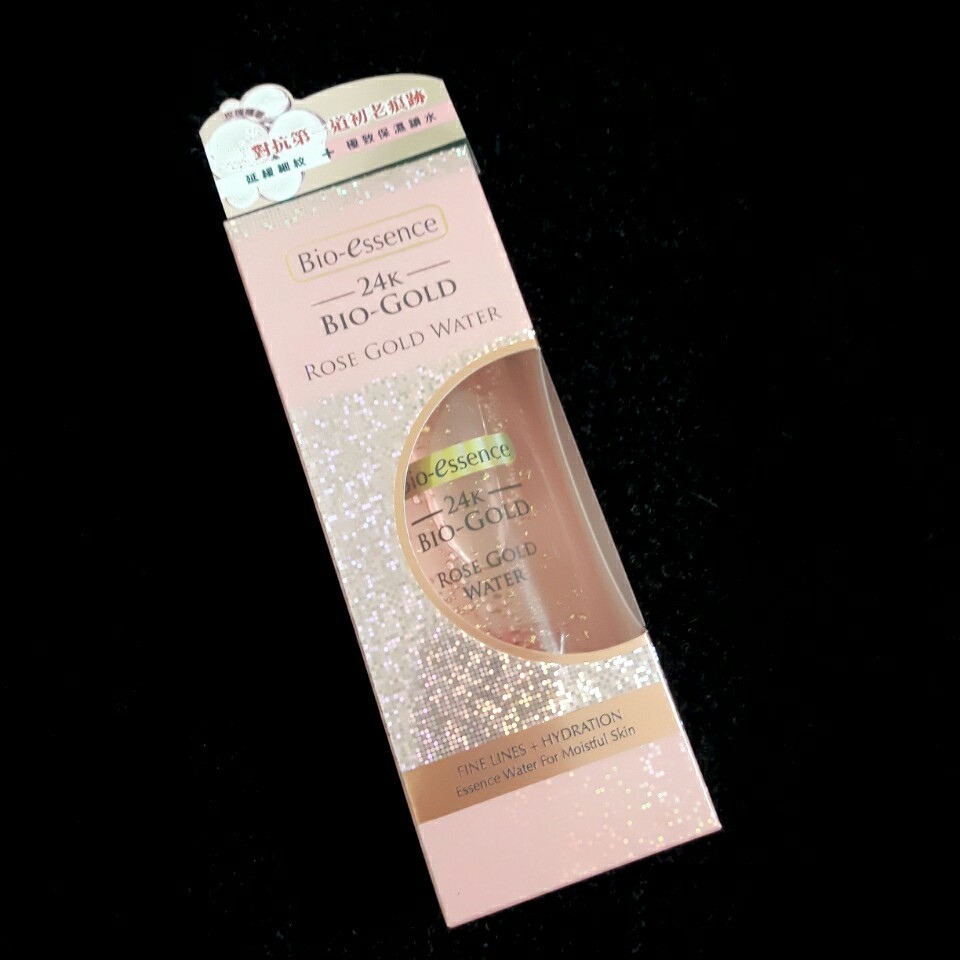 對抗第一道初老痕跡
延緩細紋 + 極致保濕鎖水
Bio-essence
24K
BIO-GOLD
ROSE GOLD WATER
Bio-essence
24K
BIO-GOLD
ROSE GOLD
WATER
FINE LINES + HYDRATION
Essence Water For Moistful Skin